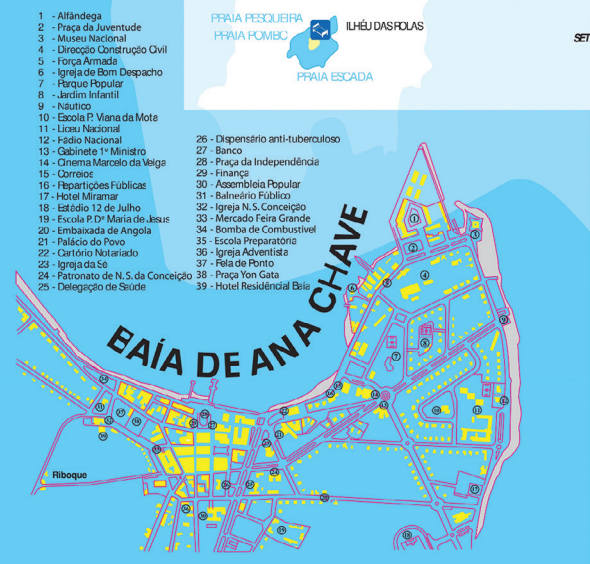 1 - Alfândega
2 - Praça da Juventude
3 - Museu Nacional
4 - Direcção Construção Civil
5 - Força Armada
6 - Igreja de Bom Despacho
7 - Parque Popular
8 - Jardim Infantil
9 - Náutico
10 - Escola P. Viana da Mota
11 - Liceu Nacional
12 - Fádio Nacional
13 - Gabinete 1º Ministro
14 - Cinema Marcelo da Veiga
15 - Correios
16 - Repartições Fúblicas
17 - Hotel Miramar
18 - Estádio 12 de Julho
19 - Escola P. Dª Maria de Jesus
20 - Embaixada de Angola
21 - Palácio do Povo
22 - Cartório Notariado
23 - Igreja da Sé
24 - Patronato de N. S. da Conceição
25 - Delegação de Saúde
26 - Dispensário anti-tuberculoso
27 - Banco
28 - Praça da Independência
29 - Finança
30 - Assembleia Popular
31 - Balneário Fúblico
32 - Igreja N. S. Conceição
33 - Mercado Feira Grande
34 - Bomba de Combustível
35 - Escola Preparatória
36 - Igreja Adventista
37 - Fela de Ponto
38 - Praça Yon Gata
39 - Hotel Residêncial Baía
PRAIA PESQUEIRA
PRAIA POMBO
ILHÉU DAS ROLAS
PRAIA ESCADA
SET
BAÍA DE ANA CHAVE
Riboque